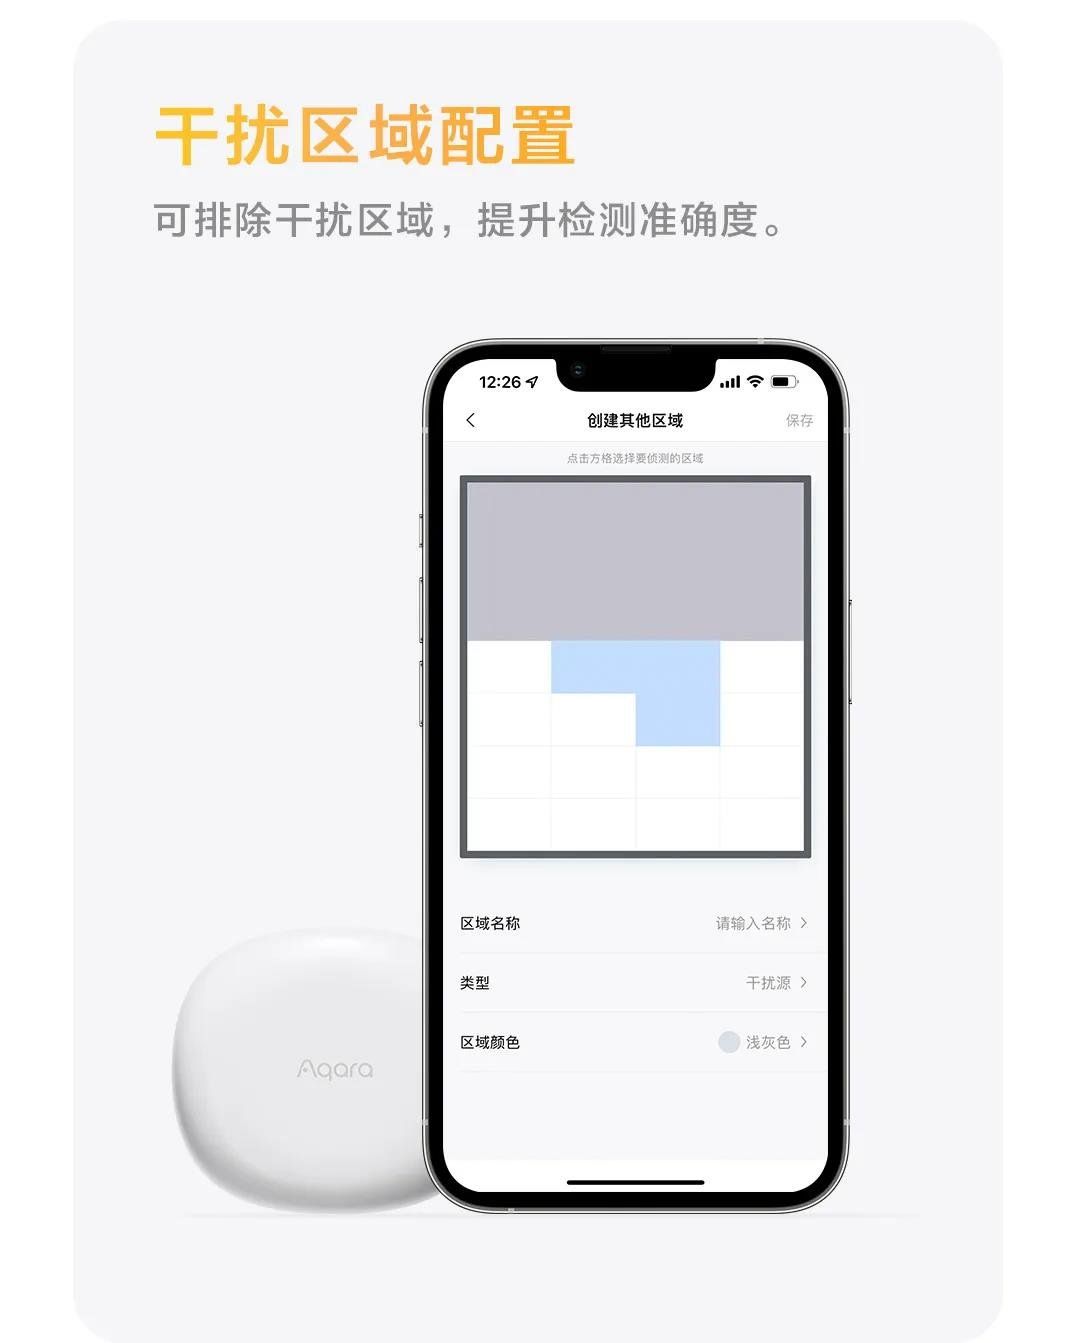 干扰区域配置
可排除干扰区域，提升检测准确度。
12:26
创建其他区域
保存
点击方格选择要侦测的区域
区域名称
请输入名称
类型
干扰源
区域颜色
浅灰色
Aqara